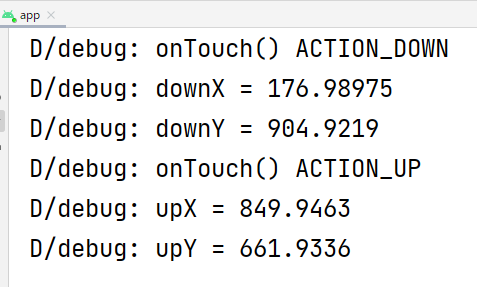 app
D/debug: onTouch() ACTION_DOWN
D/debug: downX = 176.98975
D/debug: downY = 904.9219
D/debug: onTouch() ACTION_UP
D/debug: upX = 849.9463
D/debug: upY = 661.9336